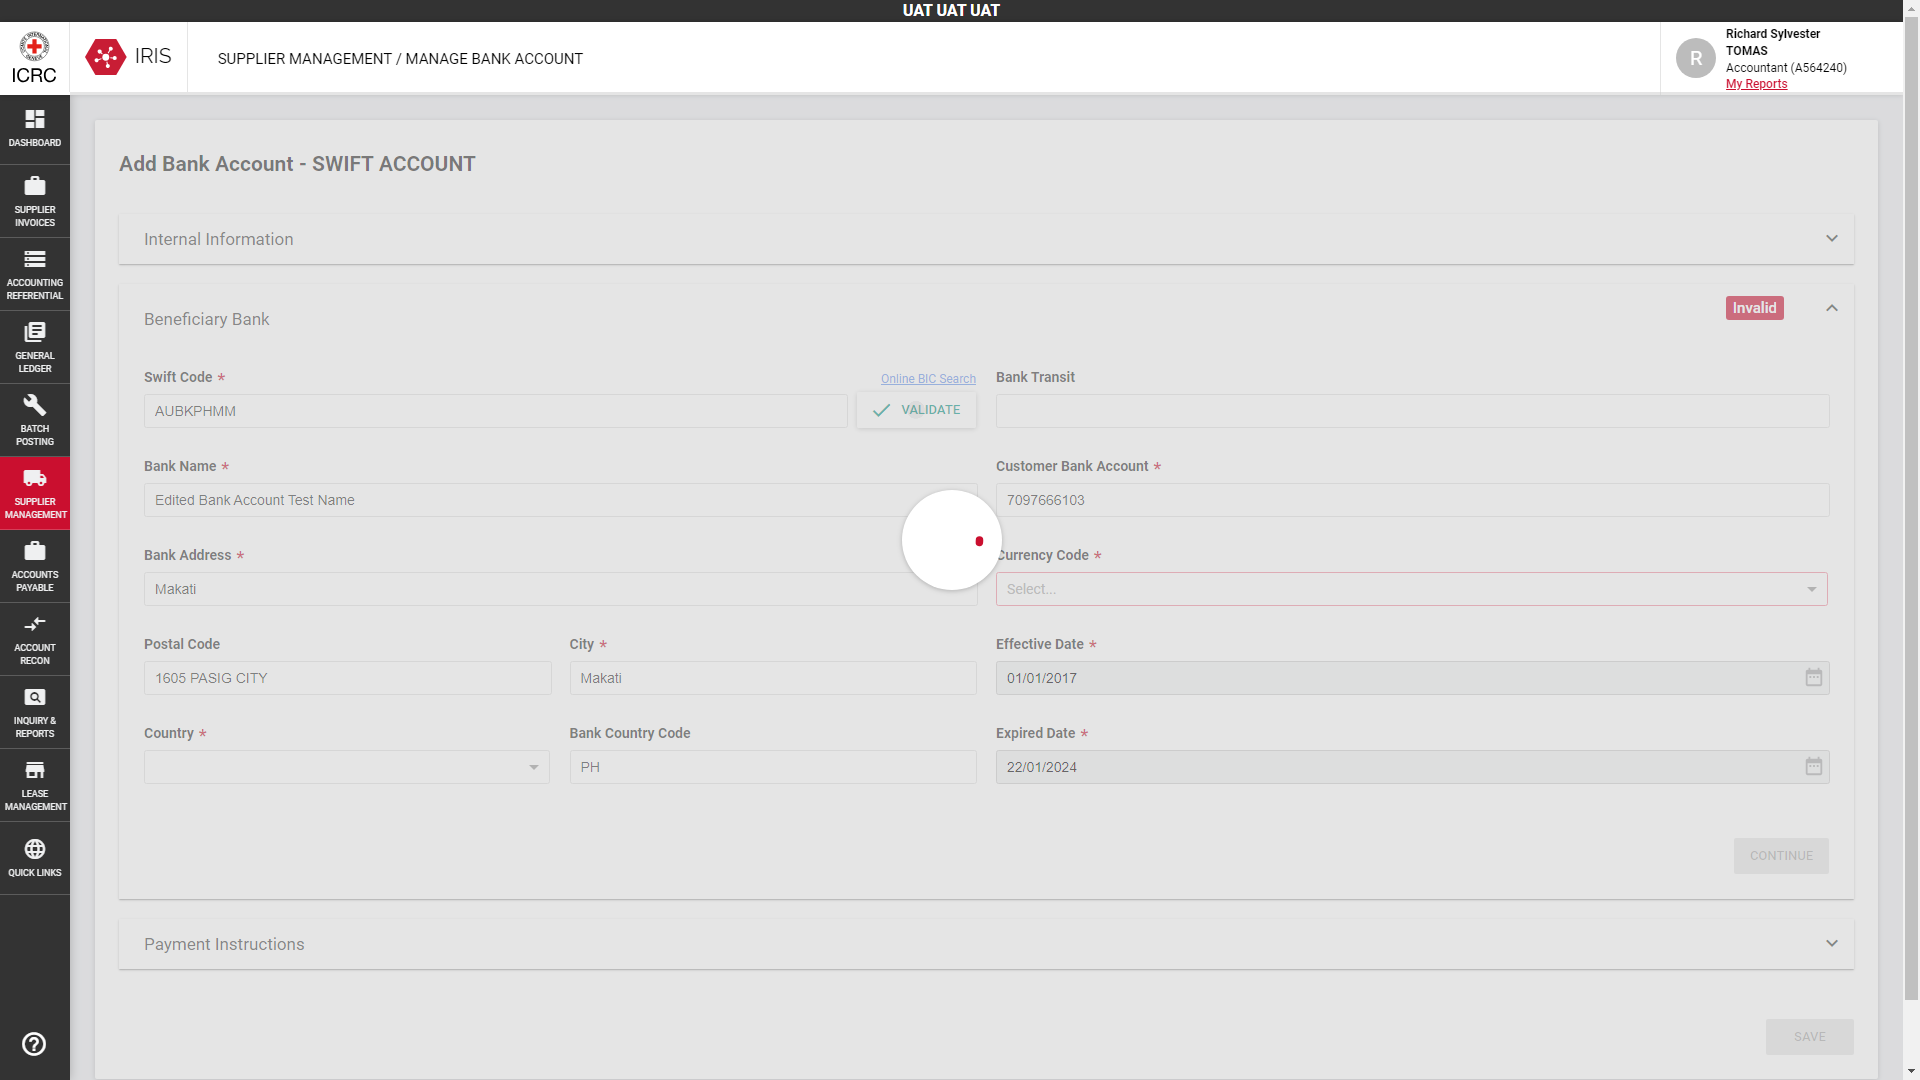 UAT UAT UAT
ICRC
IRIS
SUPPLIER MANAGEMENT / MANAGE BANK ACCOUNT
R
Richard Sylvester
TOMAS
Accountant (A564240)
My Reports
DASHBOARD
SUPPLIER
INVOICES
ACCOUNTING
REFERENTIAL
GENERAL
LEDGER
BATCH
POSTING
SUPPLIER
MANAGEMENT
ACCOUNTS
PAYABLE
ACCOUNT
RECON
INQUIRY &
REPORTS
LEASE
MANAGEMENT
QUICK LINKS
Add Bank Account - SWIFT ACCOUNT
Internal Information
Beneficiary Bank
Invalid
Swift Code *
Online BIC Search
AUBKPHMM
VALIDATE
Bank Transit
Bank Name *
Edited Bank Account Test Name
Customer Bank Account *
7097666103
Bank Address *
Makati
Currency Code *
Select...
Postal Code
1605 PASIG CITY
City *
Makati
Effective Date *
01/01/2017
Country *
Bank Country Code
PH
Expired Date *
22/01/2024
CONTINUE
Payment Instructions
SAVE